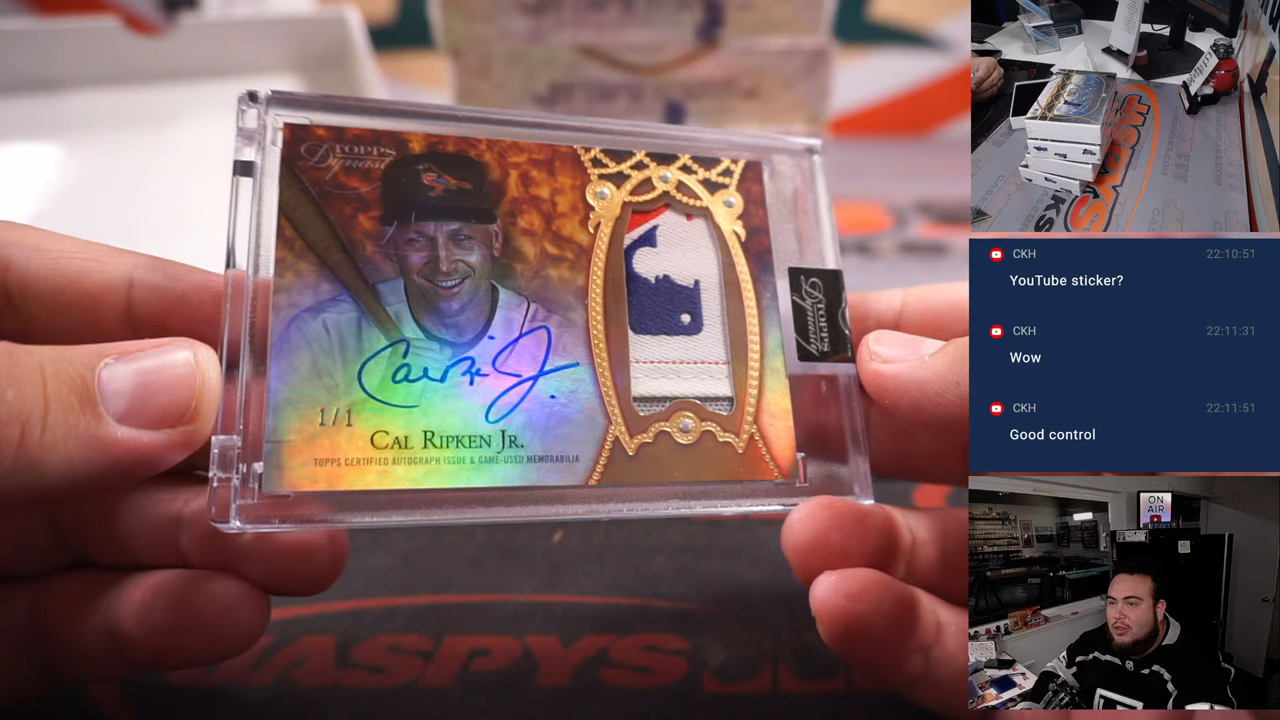 TOPPS
Dynasty
Cal Ripken Jr.
1/1
CAL RIPKEN JR.
TOPPS CERTIFIED AUTOGRAPH ISSUE & GAME-USED MEMORABILIA
TOPPS
Dynasty
JASPYS
JASPYS
CKH 22:10:51
YouTube sticker?
CKH 22:11:31
Wow
CKH 22:11:51
Good control
ON
AIR